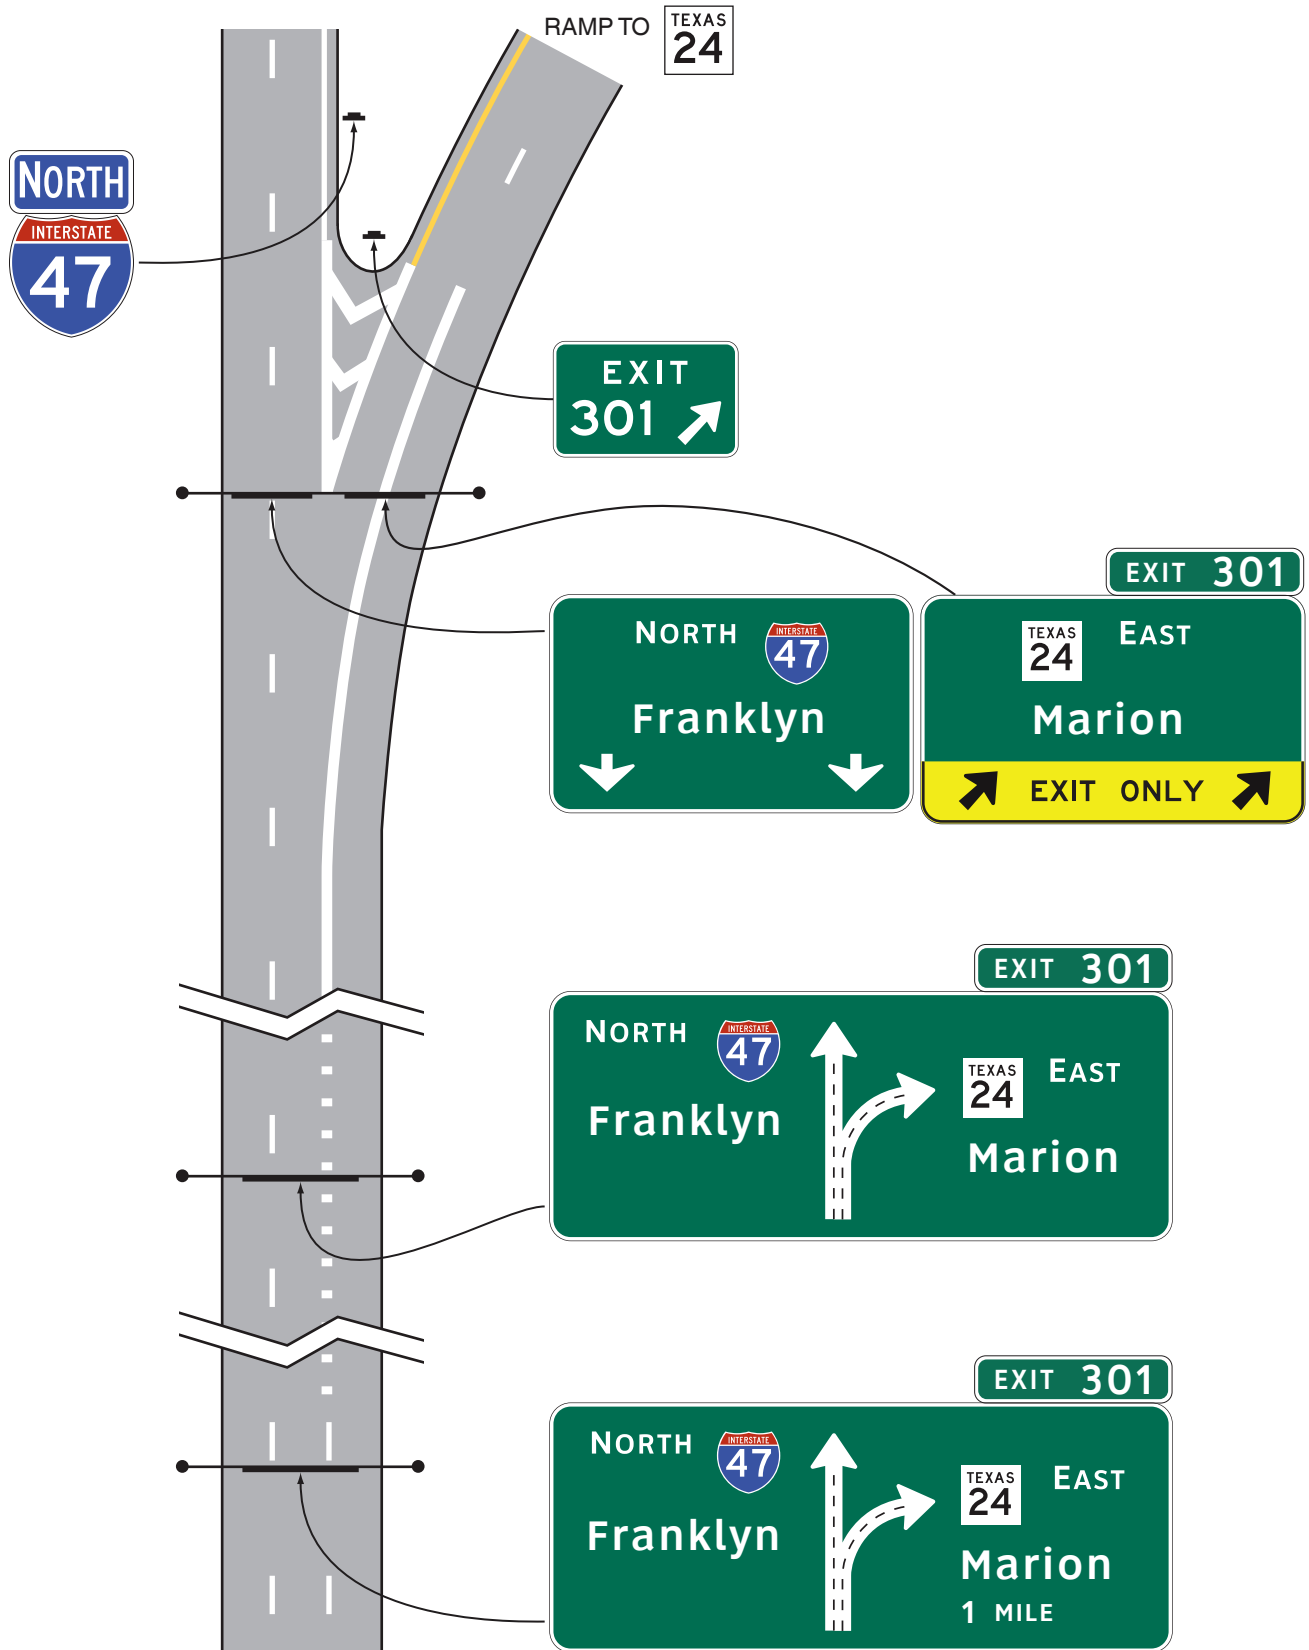 RAMP TO
TEXAS
24
NORTH
INTERSTATE
47
EXIT
301
EXIT 301
NORTH
INTERSTATE
47
Franklyn
TEXAS
24
EAST
Marion
EXIT ONLY
EXIT 301
NORTH
INTERSTATE
47
Franklyn
TEXAS
24
EAST
Marion
EXIT 301
NORTH
INTERSTATE
47
Franklyn
TEXAS
24
EAST
Marion
1 MILE